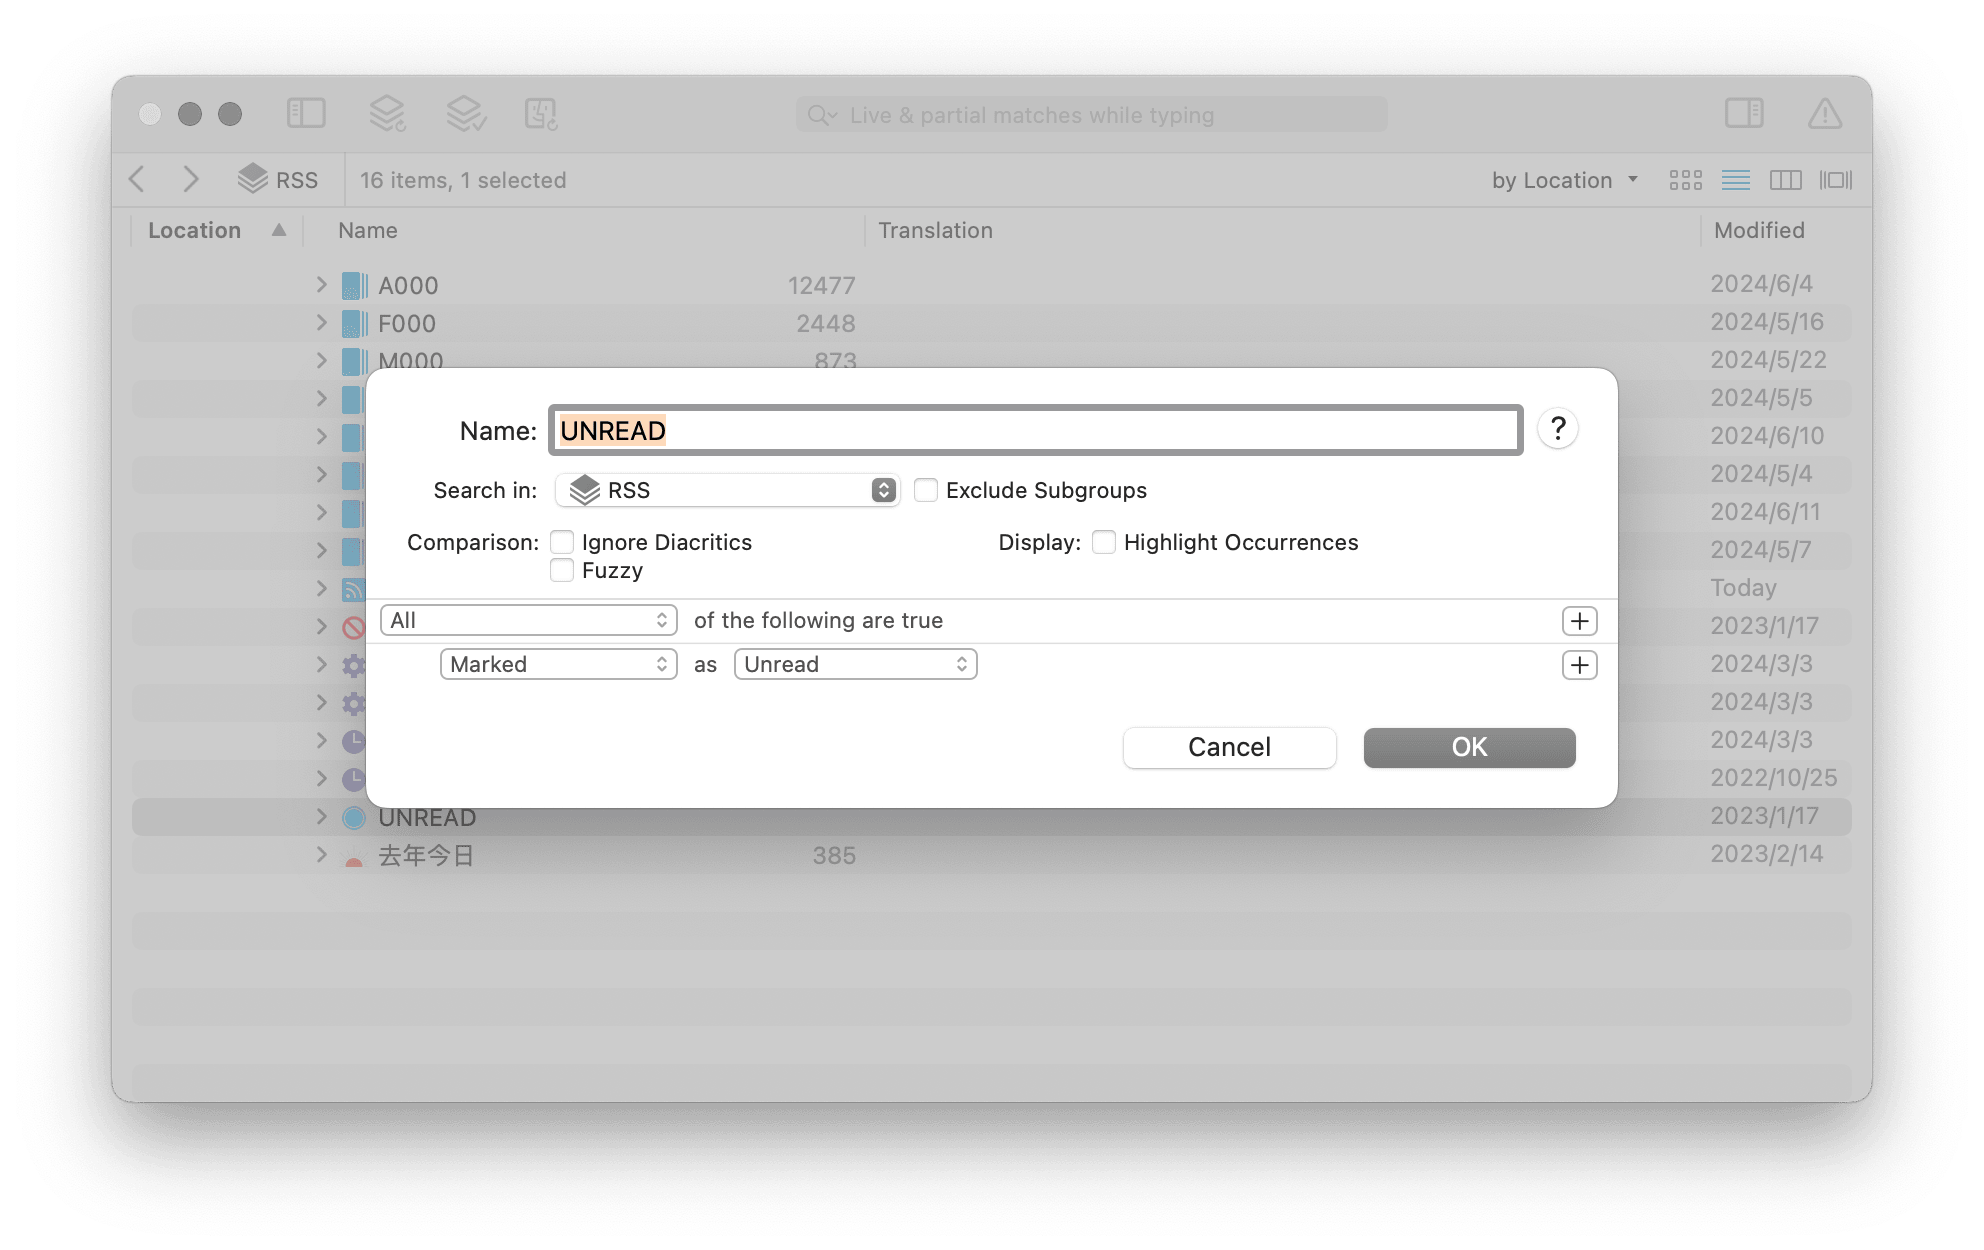 Live & partial matches while typing
RSS 16 items, 1 selected by Location
Location Name Translation Modified
A000 12477 2024/6/4
F000 2448 2024/5/16
M000 873 2024/5/22
2024/5/5
Name: UNREAD ?
2024/6/10
2024/5/4
Search in: RSS Exclude Subgroups
2024/6/11
Comparison: Ignore Diacritics Display: Highlight Occurrences
2024/5/7
Fuzzy
Today
All of the following are true
2023/1/17
Marked as Unread
2024/3/3
2024/3/3
2024/3/3
Cancel OK
2022/10/25
UNREAD 2023/1/17
去年今日 385 2023/2/14